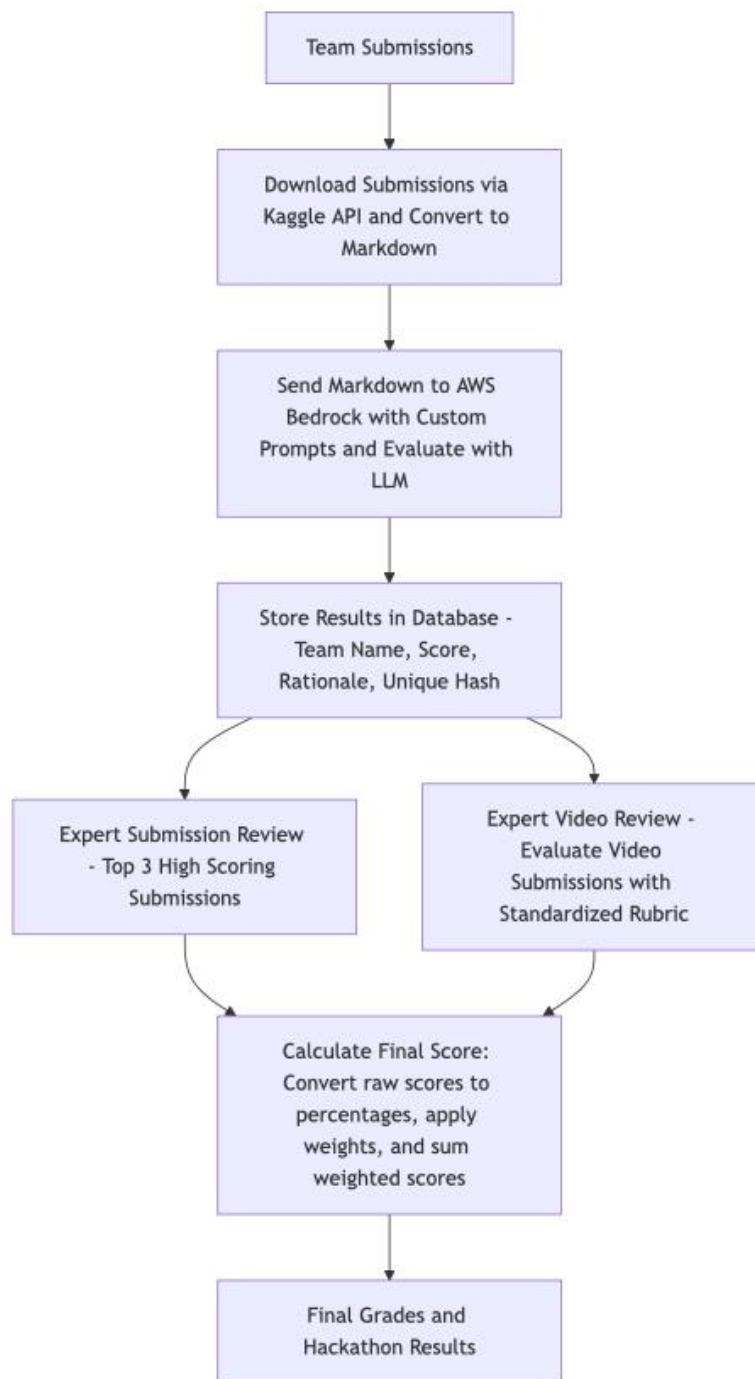 Team Submissions
Download Submissions via
Kaggle API and Convert to
Markdown
Send Markdown to AWS
Bedrock with Custom
Prompts and Evaluate with
LLM
Store Results in Database -
Team Name, Score,
Rationale, Unique Hash
Expert Submission Review
- Top 3 High Scoring
Submissions
Expert Video Review -
Evaluate Video
Submissions with
Standardized Rubric
Calculate Final Score:
Convert raw scores to
percentages, apply
weights, and sum
weighted scores
Final Grades and
Hackathon Results